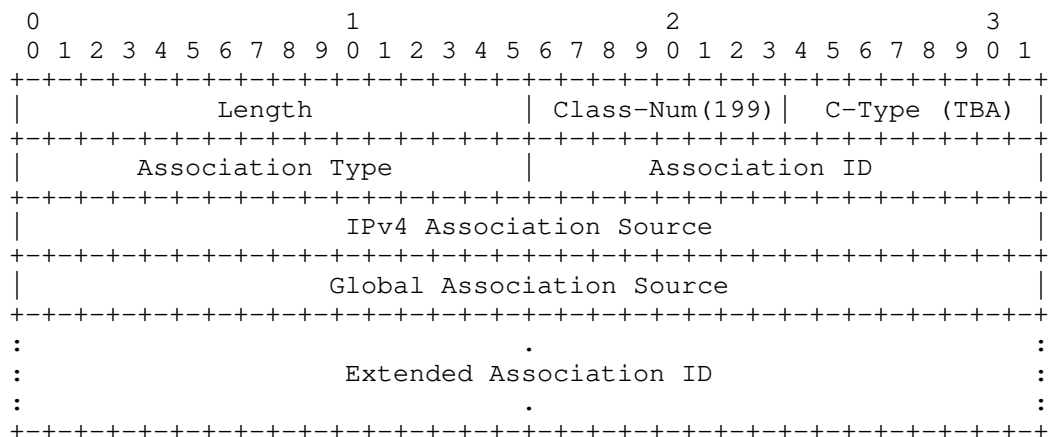 0                   1                   2                   3
 0 1 2 3 4 5 6 7 8 9 0 1 2 3 4 5 6 7 8 9 0 1 2 3 4 5 6 7 8 9 0 1
+-+-+-+-+-+-+-+-+-+-+-+-+-+-+-+-+-+-+-+-+-+-+-+-+-+-+-+-+-+-+-+-+
|            Length             | Class-Num(199)|  C-Type (TBA) |
+-+-+-+-+-+-+-+-+-+-+-+-+-+-+-+-+-+-+-+-+-+-+-+-+-+-+-+-+-+-+-+-+
|       Association Type        |       Association ID          |
+-+-+-+-+-+-+-+-+-+-+-+-+-+-+-+-+-+-+-+-+-+-+-+-+-+-+-+-+-+-+-+-+
|                    IPv4 Association Source                    |
+-+-+-+-+-+-+-+-+-+-+-+-+-+-+-+-+-+-+-+-+-+-+-+-+-+-+-+-+-+-+-+-+
|                   Global Association Source                   |
+-+-+-+-+-+-+-+-+-+-+-+-+-+-+-+-+-+-+-+-+-+-+-+-+-+-+-+-+-+-+-+-+
:                               .                               :
:                    Extended Association ID                    :
:                               .                               :
+-+-+-+-+-+-+-+-+-+-+-+-+-+-+-+-+-+-+-+-+-+-+-+-+-+-+-+-+-+-+-+-+